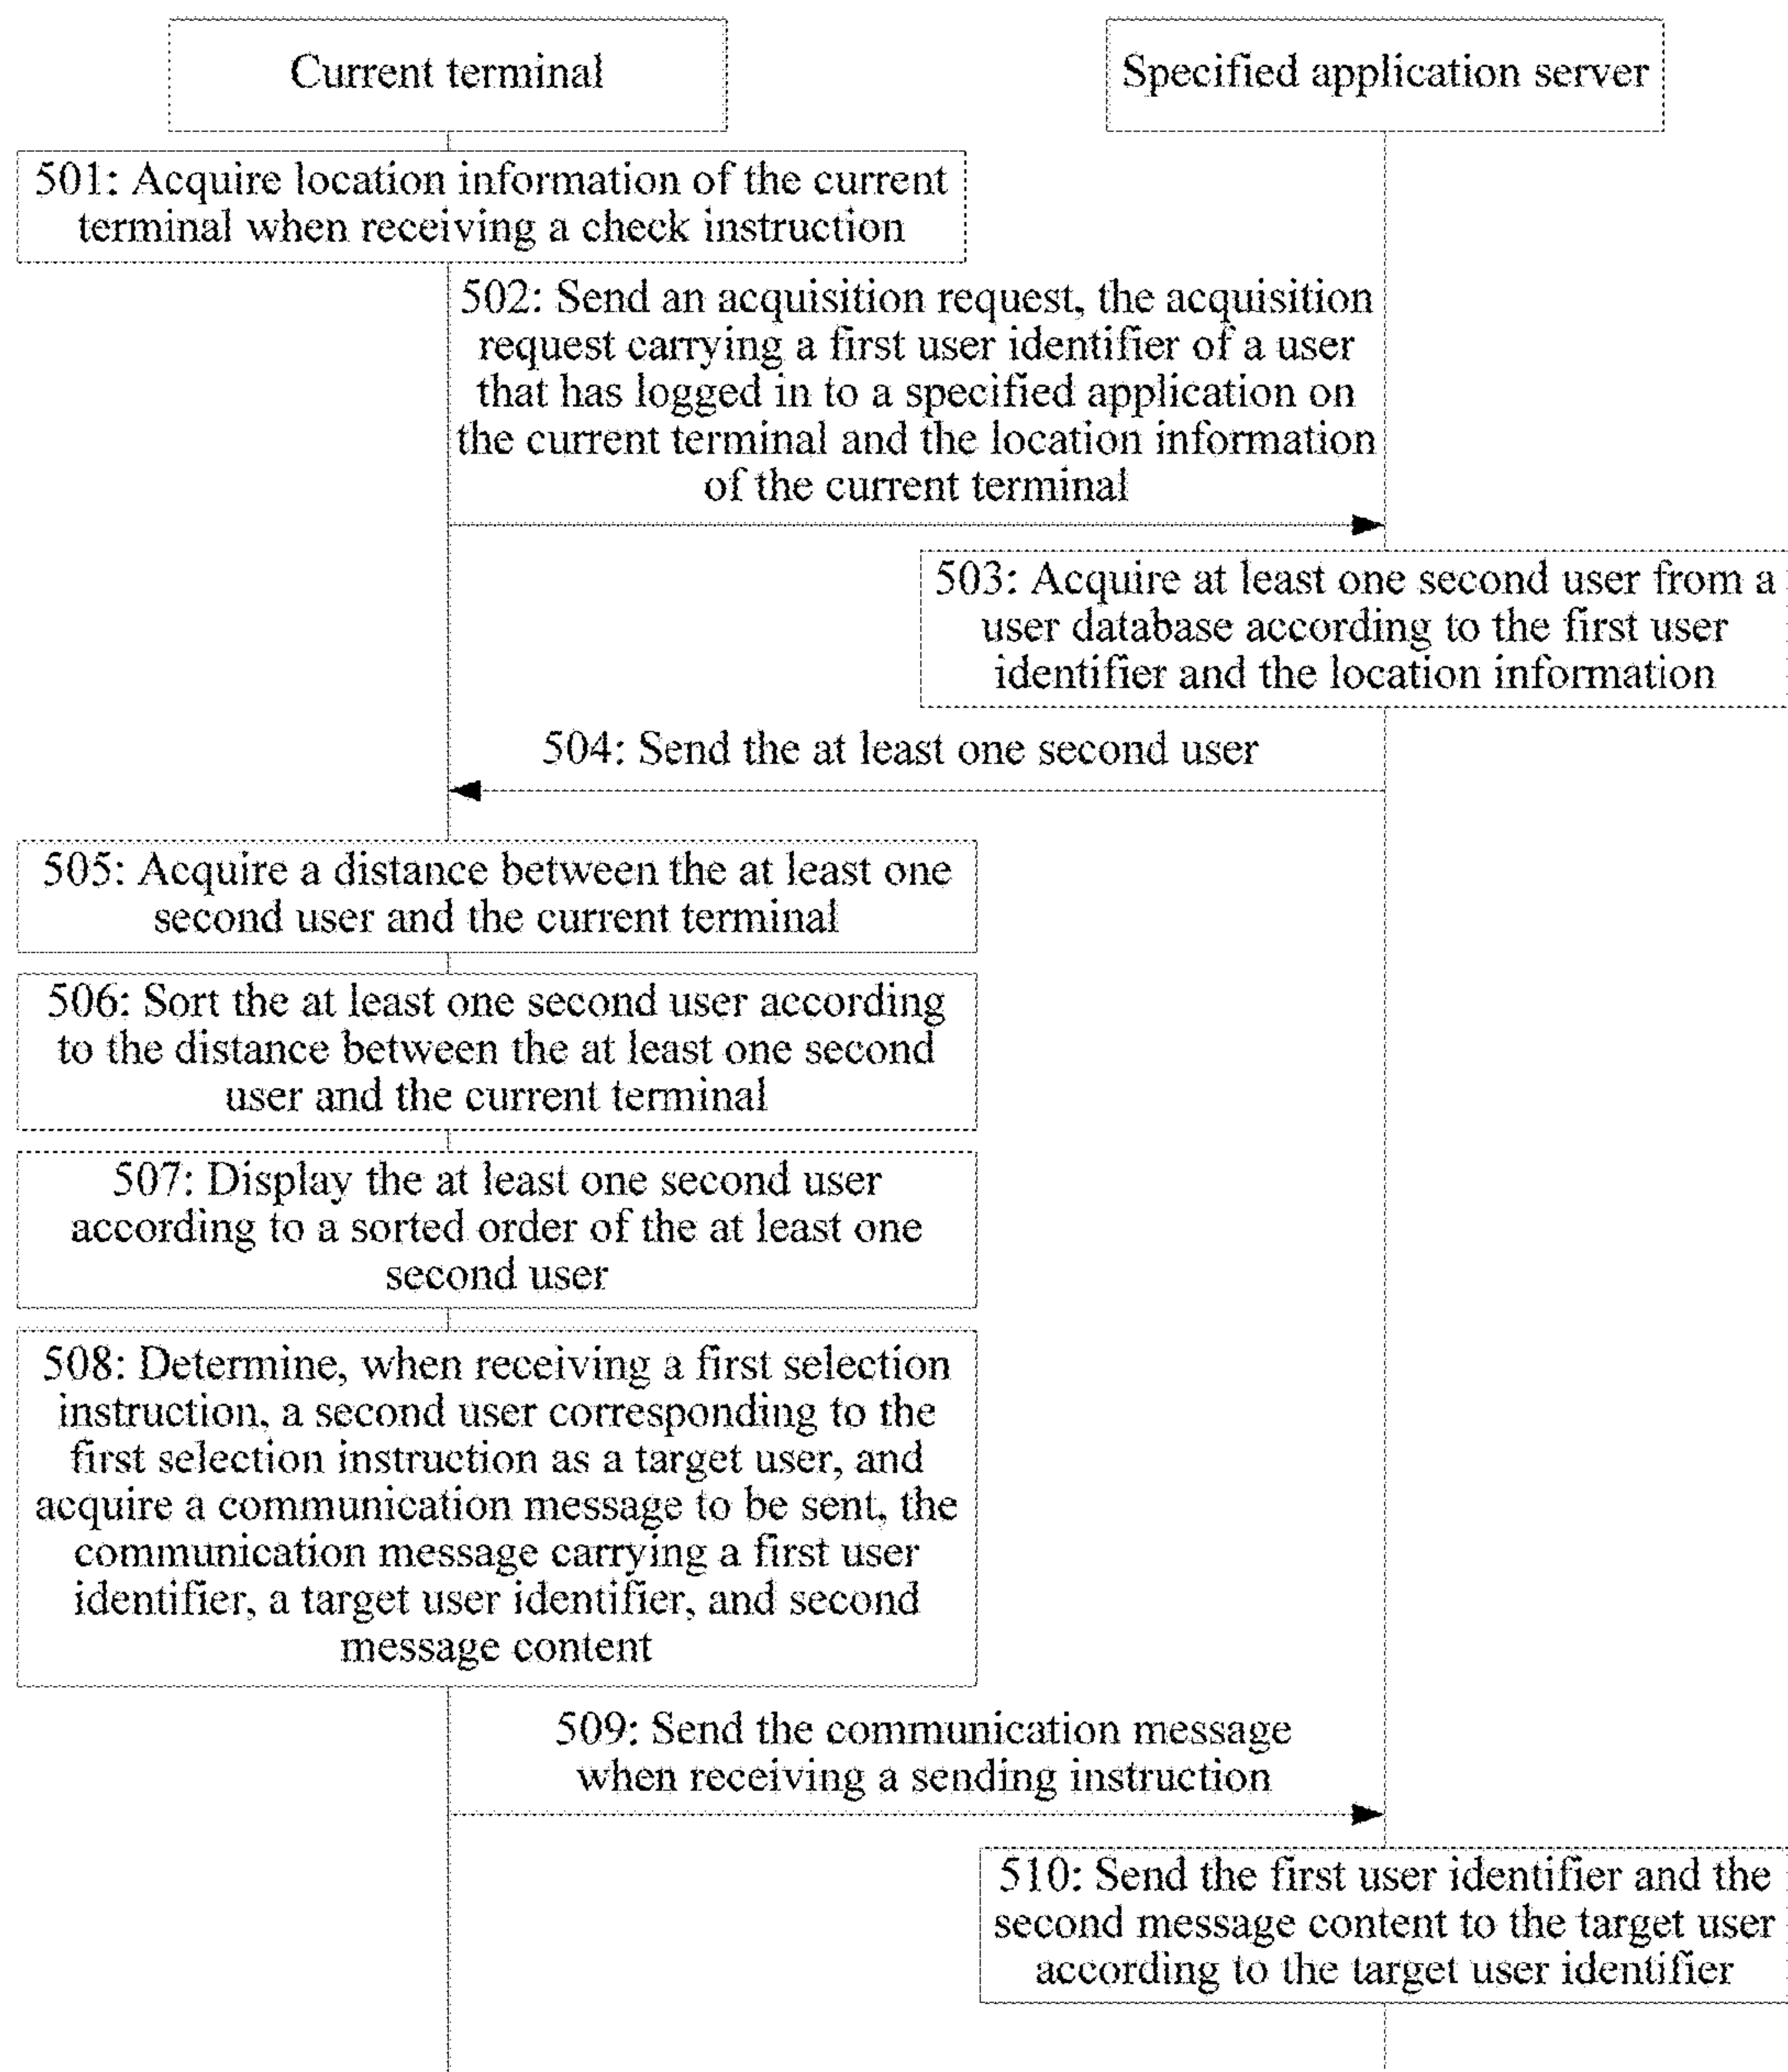 Current terminal
Specified application server
501: Acquire location information of the current
terminal when receiving a check instruction
502: Send an acquisition request, the acquisition
request carrying a first user identifier of a user
that has logged in to a specified application on
the current terminal and the location information
of the current terminal
503: Acquire at least one second user from a
user database according to the first user
identifier and the location information
504: Send the at least one second user
505: Acquire a distance between the at least one
second user and the current terminal
506: Sort the at least one second user according
to the distance between the at least one second
user and the current terminal
507: Display the at least one second user
according to a sorted order of the at least one
second user
508: Determine, when receiving a first selection
instruction, a second user corresponding to the
first selection instruction as a target user, and
acquire a communication message to be sent, the
communication message carrying a first user
identifier, a target user identifier, and second
message content
509: Send the communication message
when receiving a sending instruction
510: Send the first user identifier and the
second message content to the target user
according to the target user identifier